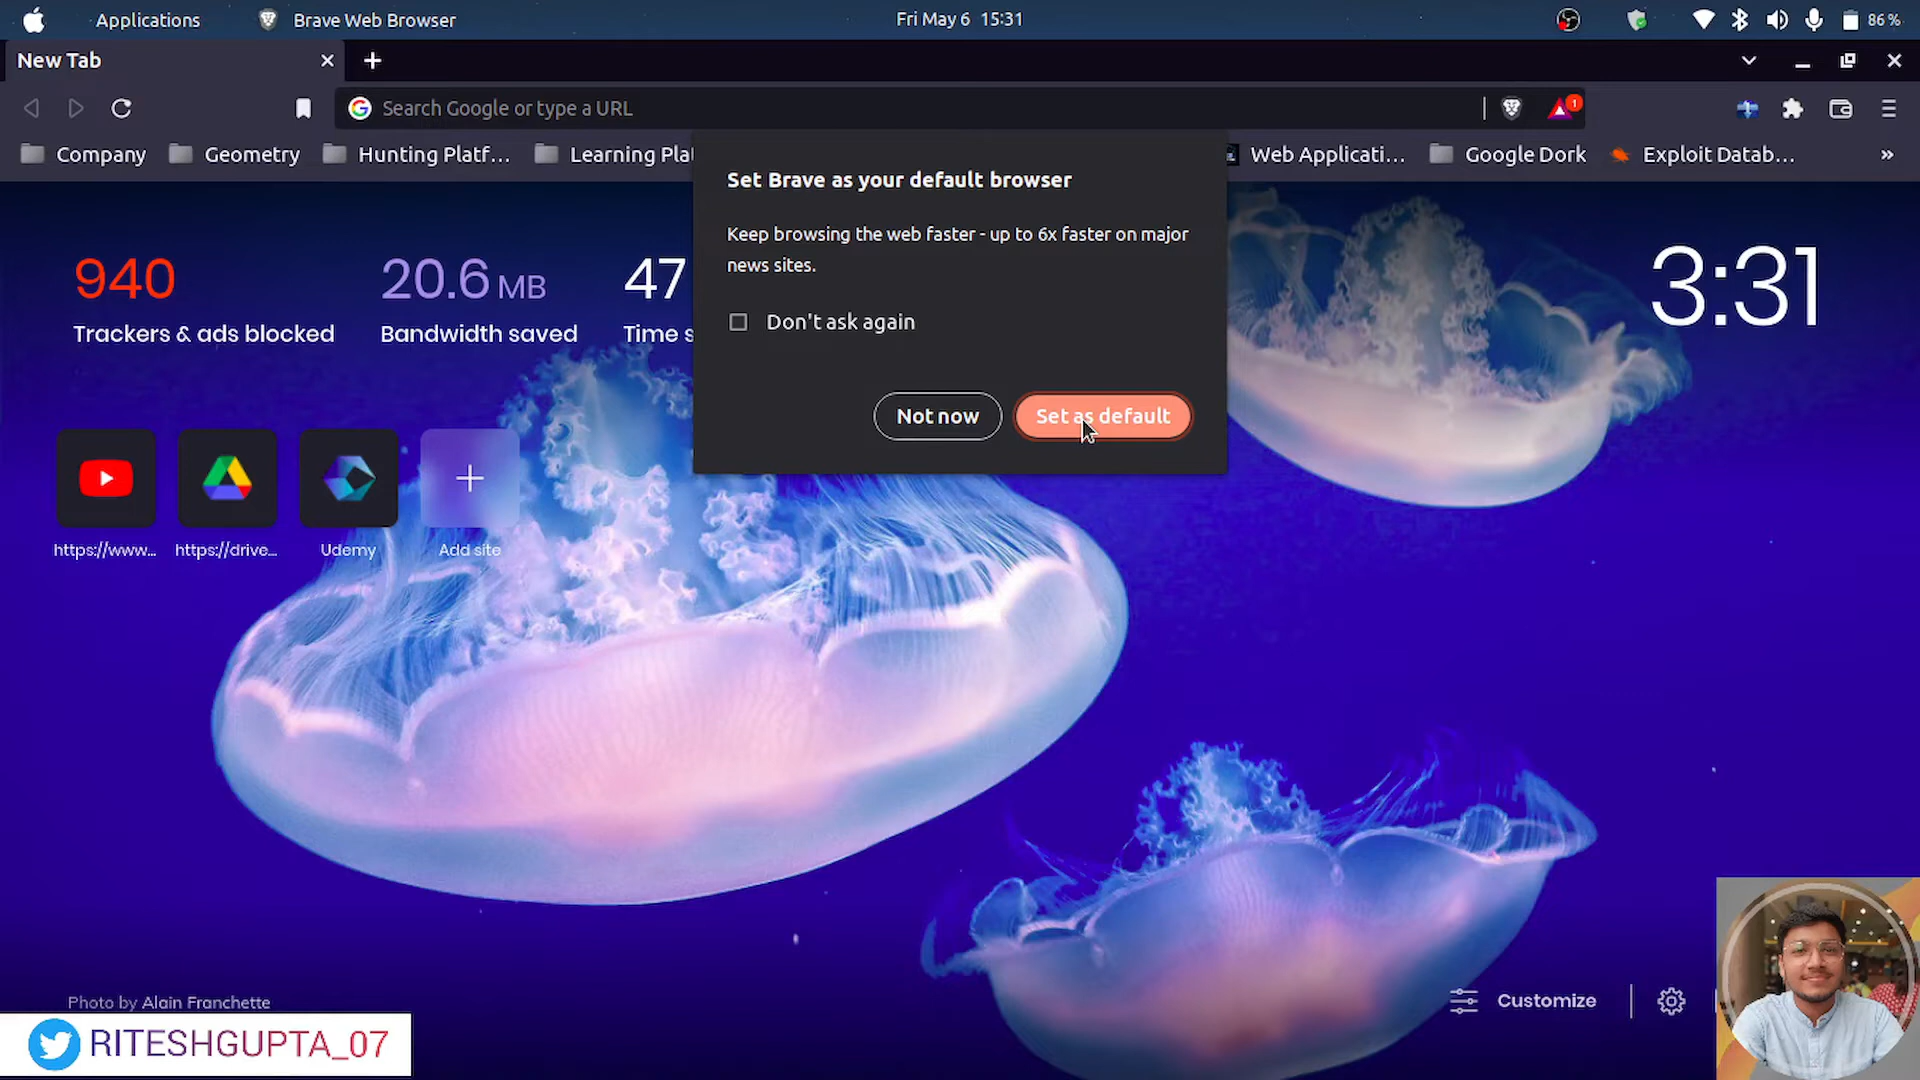 Applications Brave Web Browser Fri May 6 15:31 86 %
New Tab
Search Google or type a URL 1
Company Geometry Hunting Platf... Learning Pla Web Applicati... Google Dork Exploit Datab... »
Set Brave as your default browser
Keep browsing the web faster - up to 6x faster on major
news sites.
Don't ask again
Not now Set as default
940 20.6 MB 47
Trackers & ads blocked Bandwidth saved Time s
3:31
https://www... https://drive... Udemy Add site
Photo by Alain Franchette
Customize
RITESHGUPTA_07